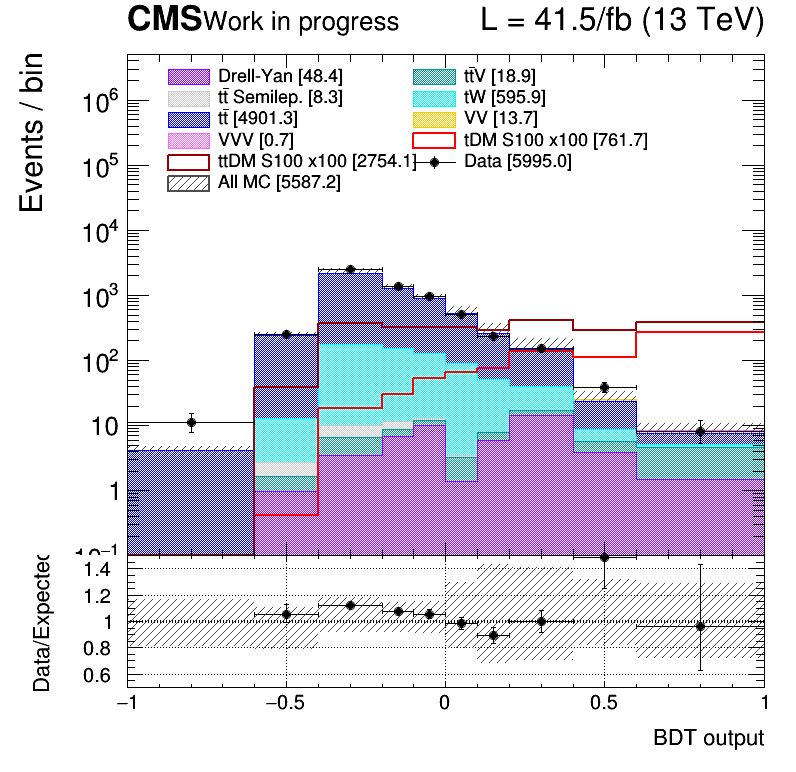 CMS Work in progress L = 41.5/fb (13 TeV)
Drell-Yan [48.4] tt̄V [18.9]
tt̄ Semilep. [8.3] tW [595.9]
tt̄ [4901.3] VV [13.7]
VVV [0.7] tDM S100 x100 [761.7]
ttDM S100 x100 [2754.1] Data [5995.0]
All MC [5587.2]
Events / bin
10⁶
10⁵
10⁴
10³
10²
10
1
10⁻¹
Data/Expected
1.4
1.2
1
0.8
0.6
−1 −0.5 0 0.5 1
BDT output